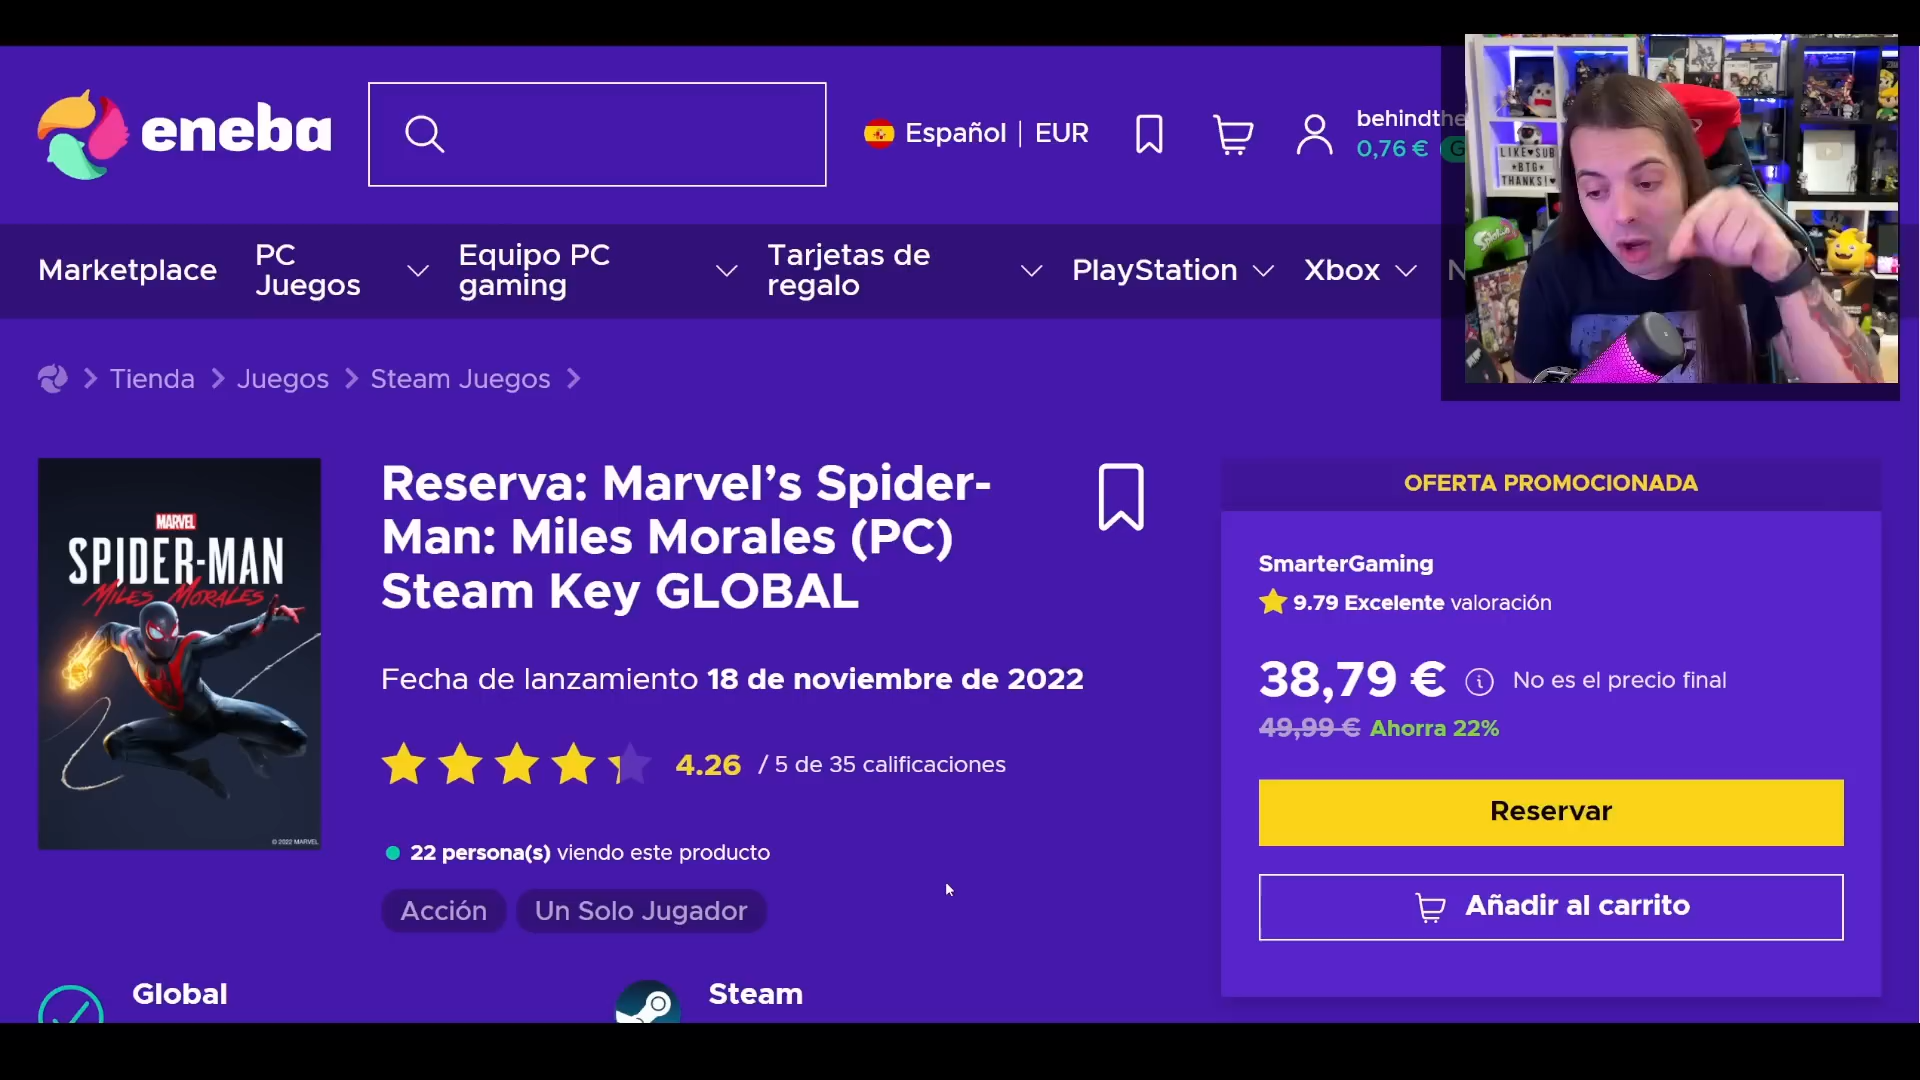 eneba
Español | EUR
behindthe
0,76 €
LIKE♥SUB
★BTG★
THANKS!♥
Marketplace
PC Juegos
Equipo PC gaming
Tarjetas de regalo
PlayStation
Xbox
N
Tienda
Juegos
Steam Juegos
MARVEL
SPIDER-MAN
MILES MORALES
© 2022 MARVEL
Reserva: Marvel’s Spider-
Man: Miles Morales (PC)
Steam Key GLOBAL
Fecha de lanzamiento 18 de noviembre de 2022
4.26 / 5 de 35 calificaciones
22 persona(s) viendo este producto
Acción
Un Solo Jugador
Global
Steam
OFERTA PROMOCIONADA
SmarterGaming
9.79 Excelente valoración
38,79 € No es el precio final
49,99 € Ahorra 22%
Reservar
Añadir al carrito